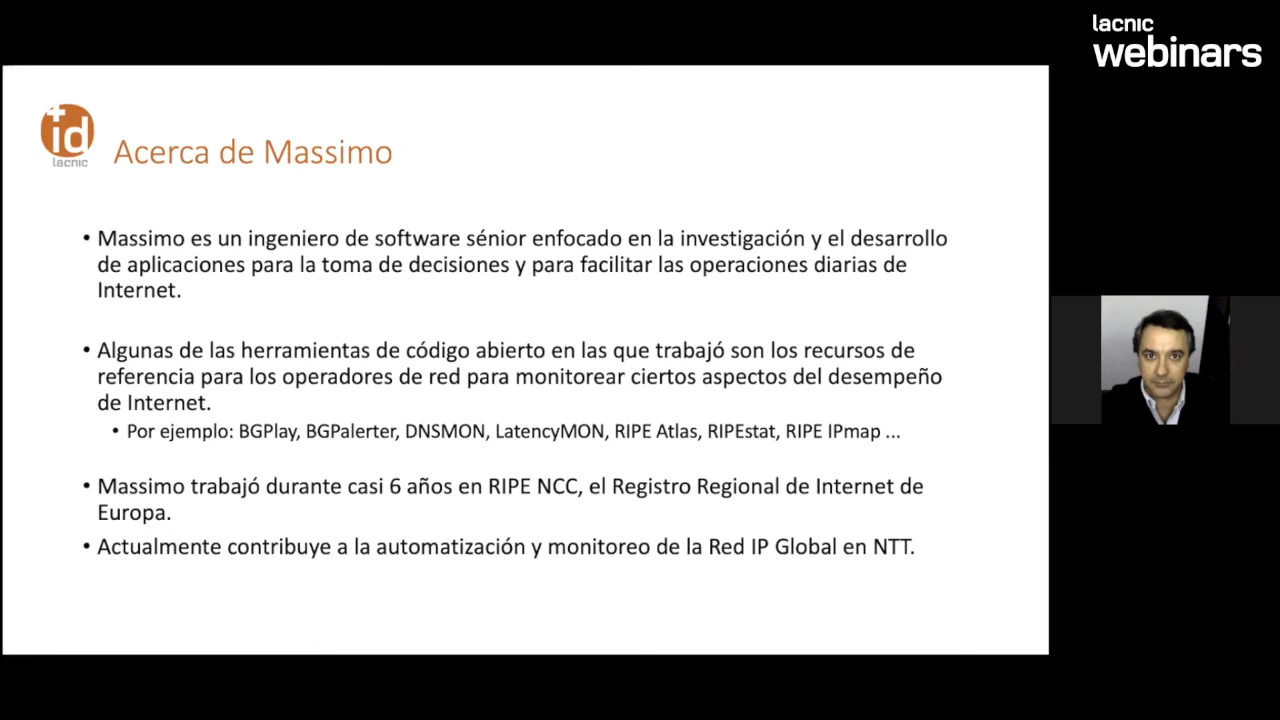 lacnic
webinars
+
id
lacnic
Acerca de Massimo
• Massimo es un ingeniero de software sénior enfocado en la investigación y el desarrollo
de aplicaciones para la toma de decisiones y para facilitar las operaciones diarias de
Internet.
• Algunas de las herramientas de código abierto en las que trabajó son los recursos de
referencia para los operadores de red para monitorear ciertos aspectos del desempeño
de Internet.
• Por ejemplo: BGPlay, BGPalerter, DNSMON, LatencyMON, RIPE Atlas, RIPEstat, RIPE IPmap ...
• Massimo trabajó durante casi 6 años en RIPE NCC, el Registro Regional de Internet de
Europa.
• Actualmente contribuye a la automatización y monitoreo de la Red IP Global en NTT.